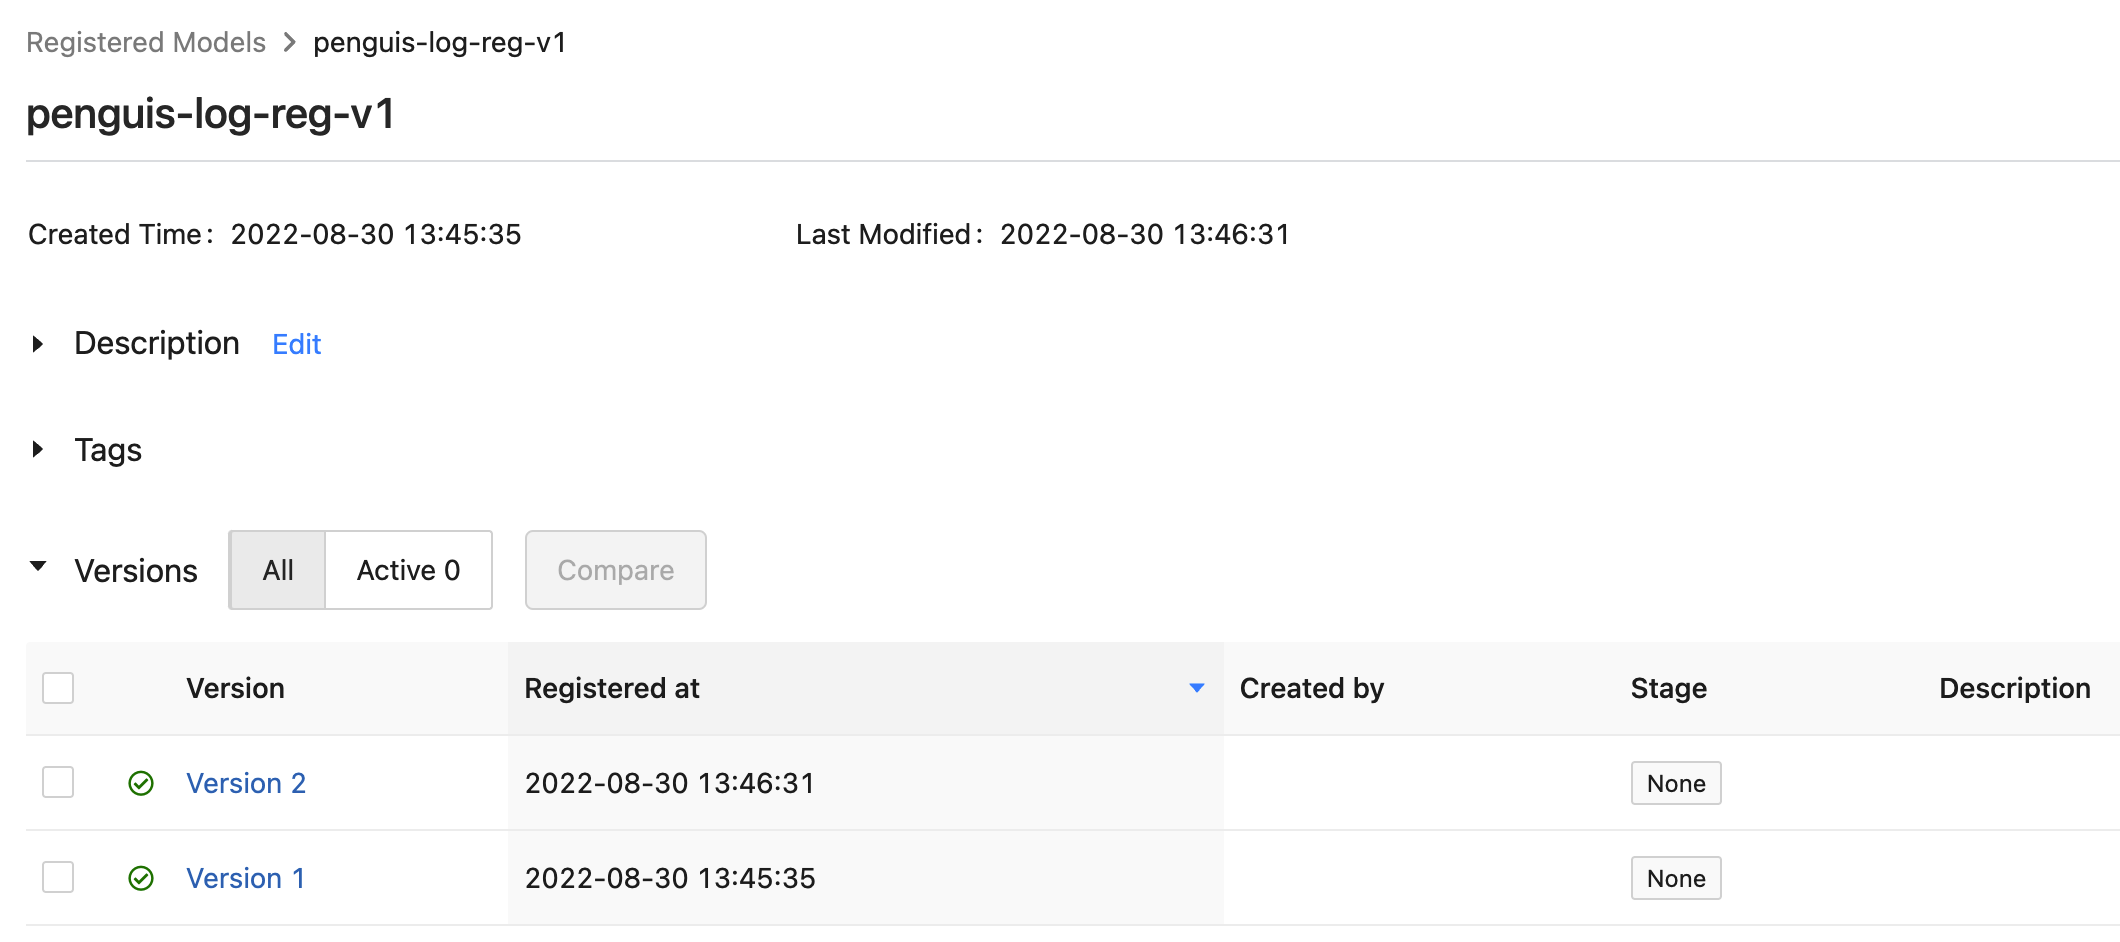 Registered Models > penguis-log-reg-v1
penguis-log-reg-v1
Created Time: 2022-08-30 13:45:35 Last Modified: 2022-08-30 13:46:31
Description Edit
Tags
Versions All Active 0 Compare
Version Registered at Created by Stage Description
Version 2 2022-08-30 13:46:31 None
Version 1 2022-08-30 13:45:35 None